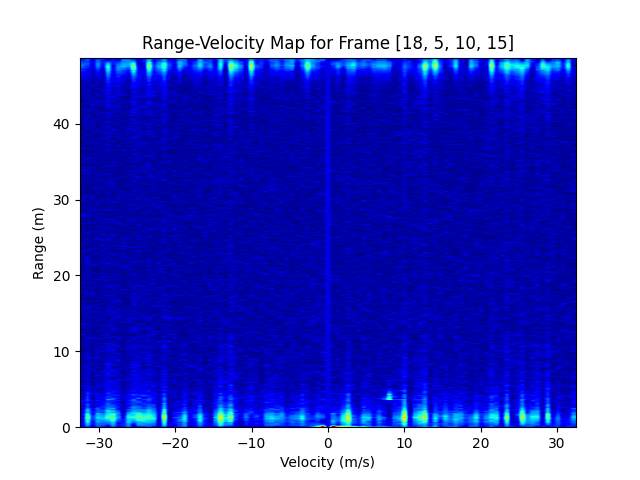 Range-Velocity Map for Frame [18, 5, 10, 15]
40
30
20
10
0
Range (m)
−30 −20 −10 0 10 20 30
Velocity (m/s)